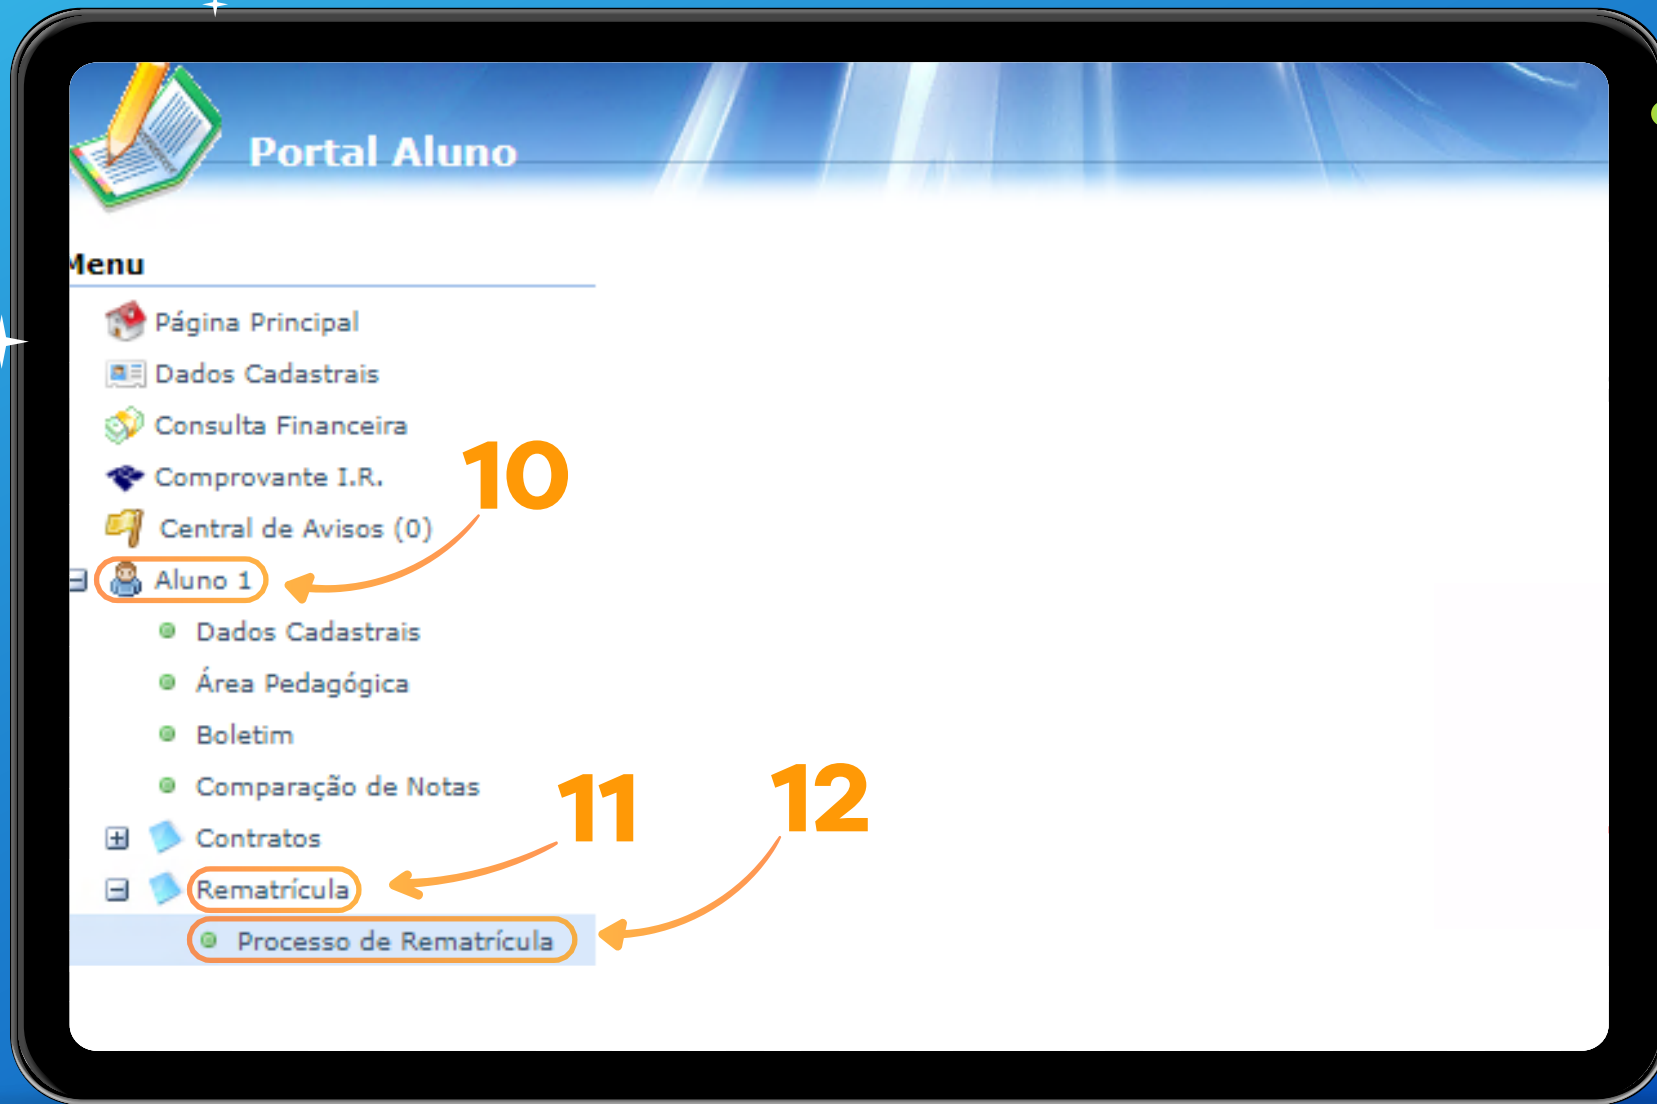 Portal Aluno
Menu
Página Principal
Dados Cadastrais
Consulta Financeira
10
Comprovante I.R.
Central de Avisos (0)
Aluno 1
Dados Cadastrais
Área Pedagógica
Boletim
Comparação de Notas
11
12
Contratos
Rematrícula
Processo de Rematrícula